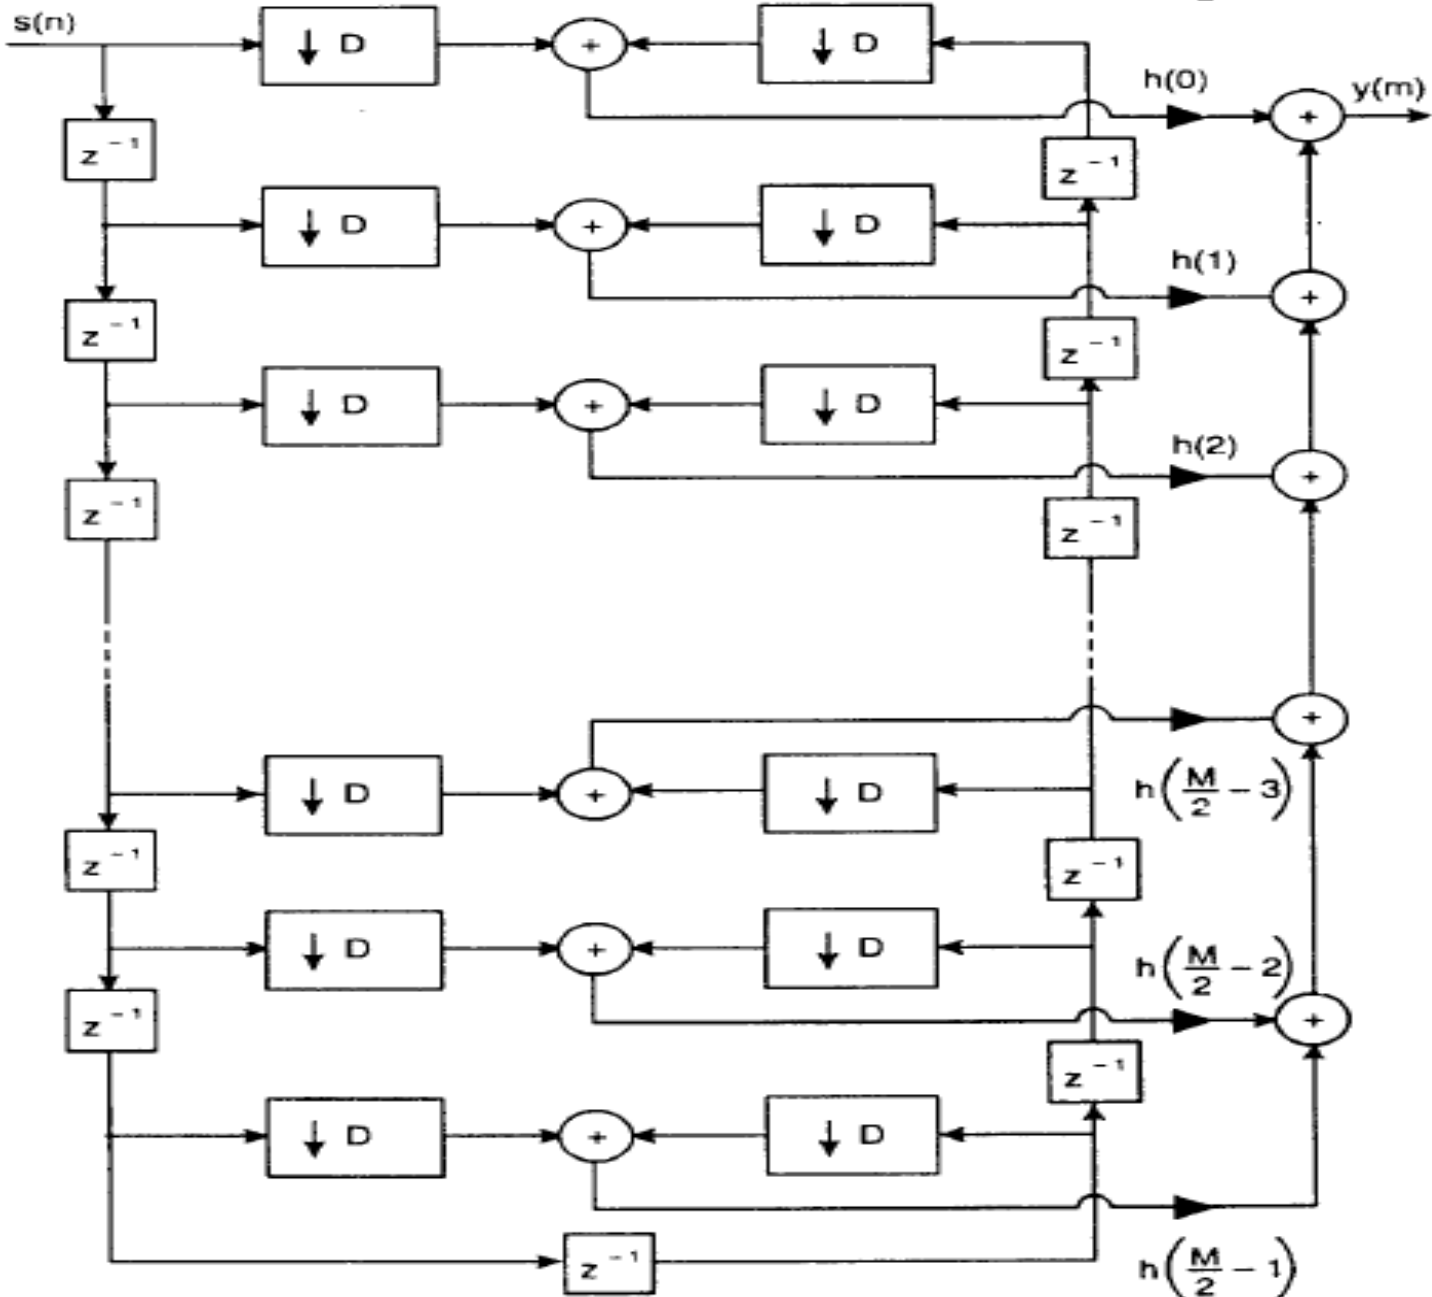 s(n)
↓ D
+
↓ D
h(0)
y(m)
+
z⁻¹
z⁻¹
↓ D
+
↓ D
h(1)
+
z⁻¹
z⁻¹
↓ D
+
↓ D
h(2)
+
z⁻¹
z⁻¹
+
↓ D
+
↓ D
h(M/2 − 3)
z⁻¹
z⁻¹
↓ D
+
↓ D
h(M/2 − 2)
+
z⁻¹
z⁻¹
↓ D
+
↓ D
z⁻¹
h(M/2 − 1)